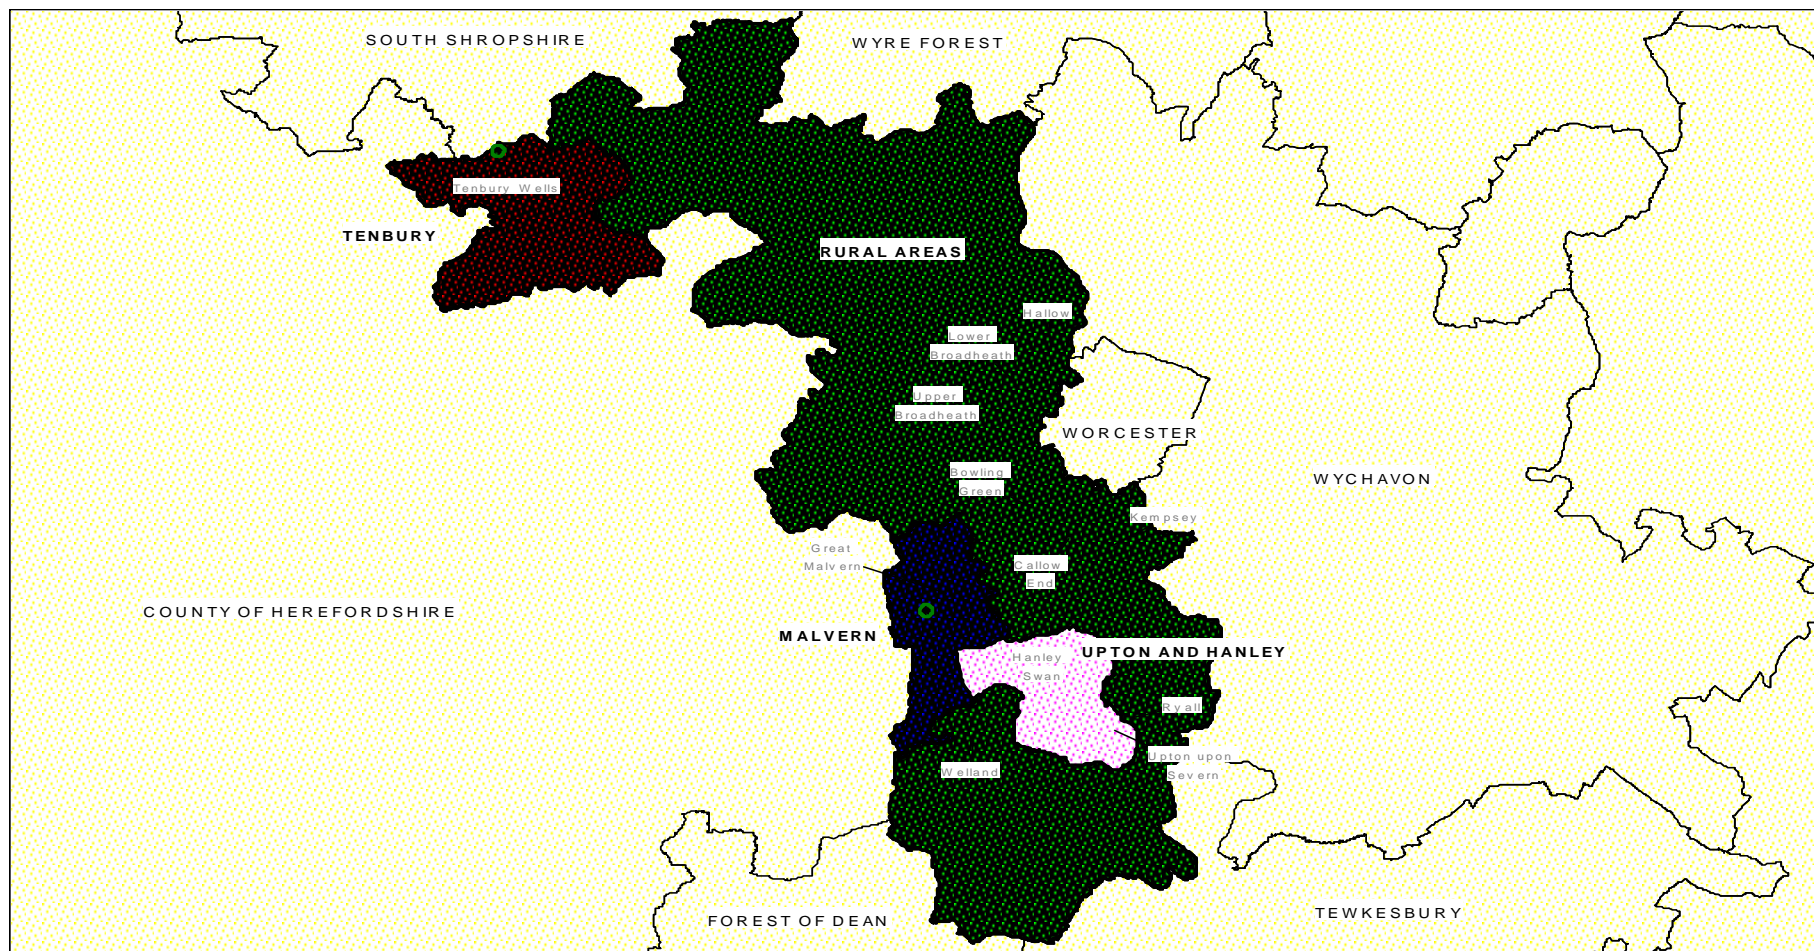 SOUTH SHROPSHIRE
WYRE FOREST
Tenbury Wells
TENBURY
RURAL AREAS
Hallow
Lower
Broadheath
Upper
Broadheath
WORCESTER
Bowling
Green
WYCHAVON
Kempsey
Great
Malvern
Callow
End
COUNTY OF HEREFORDSHIRE
MALVERN
UPTON AND HANLEY
Hanley
Swan
Ryall
Upton upon
Severn
Welland
FOREST OF DEAN
TEWKESBURY